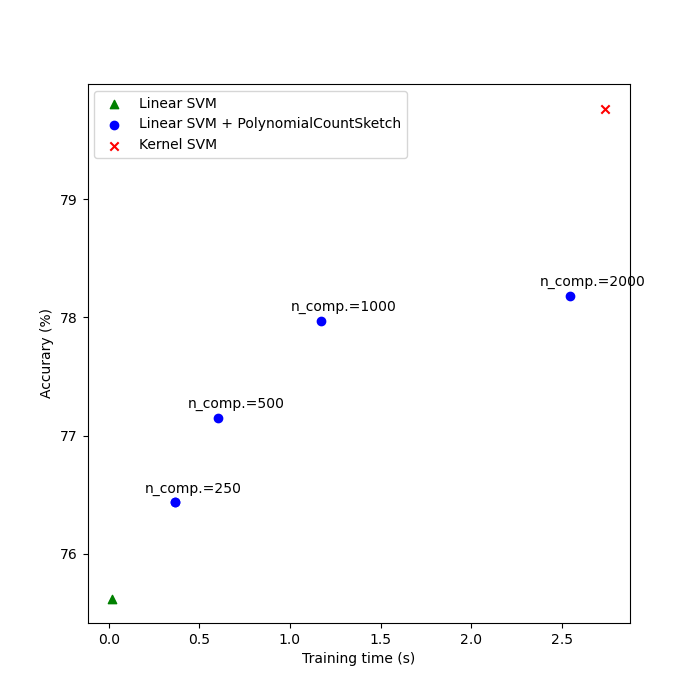 Linear SVM
Linear SVM + PolynomialCountSketch
Kernel SVM
79
n_comp.=2000
n_comp.=1000
78
n_comp.=500
77
n_comp.=250
76
Accurary (%)
0.0 0.5 1.0 1.5 2.0 2.5
Training time (s)